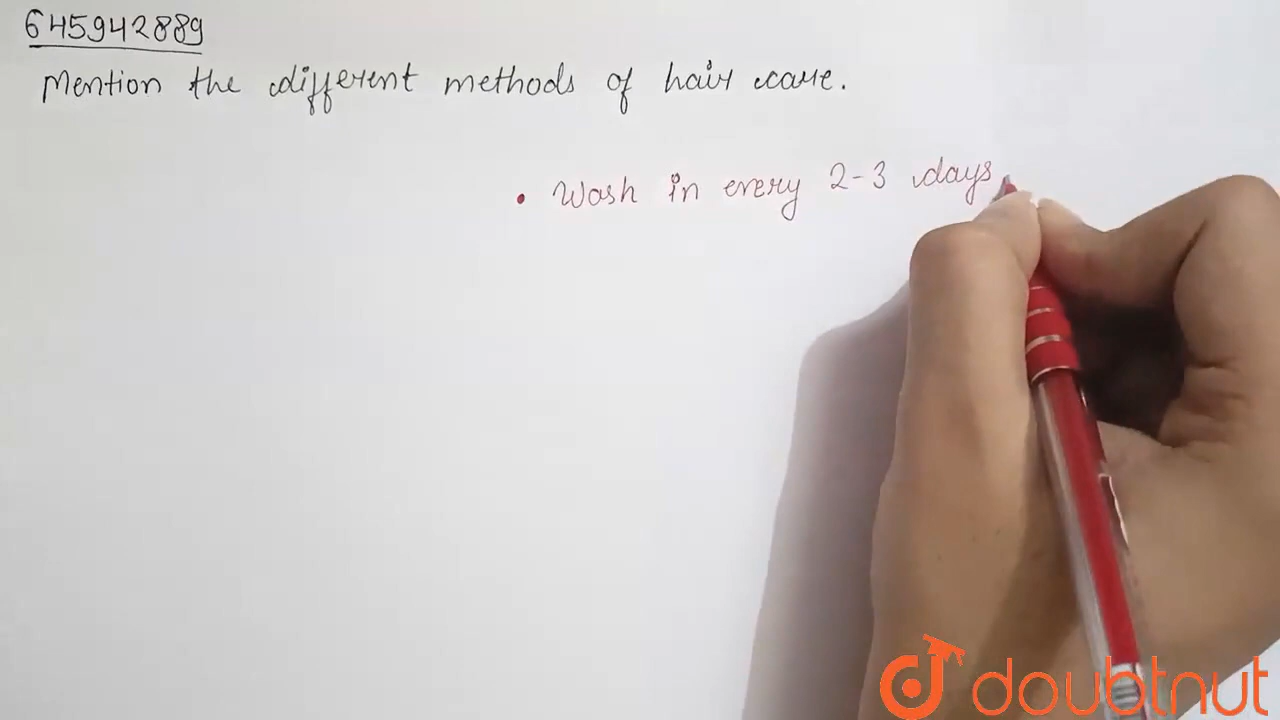 645942889
Mention the different methods of hair care.
• Wash in every 2-3 days
doubtnut